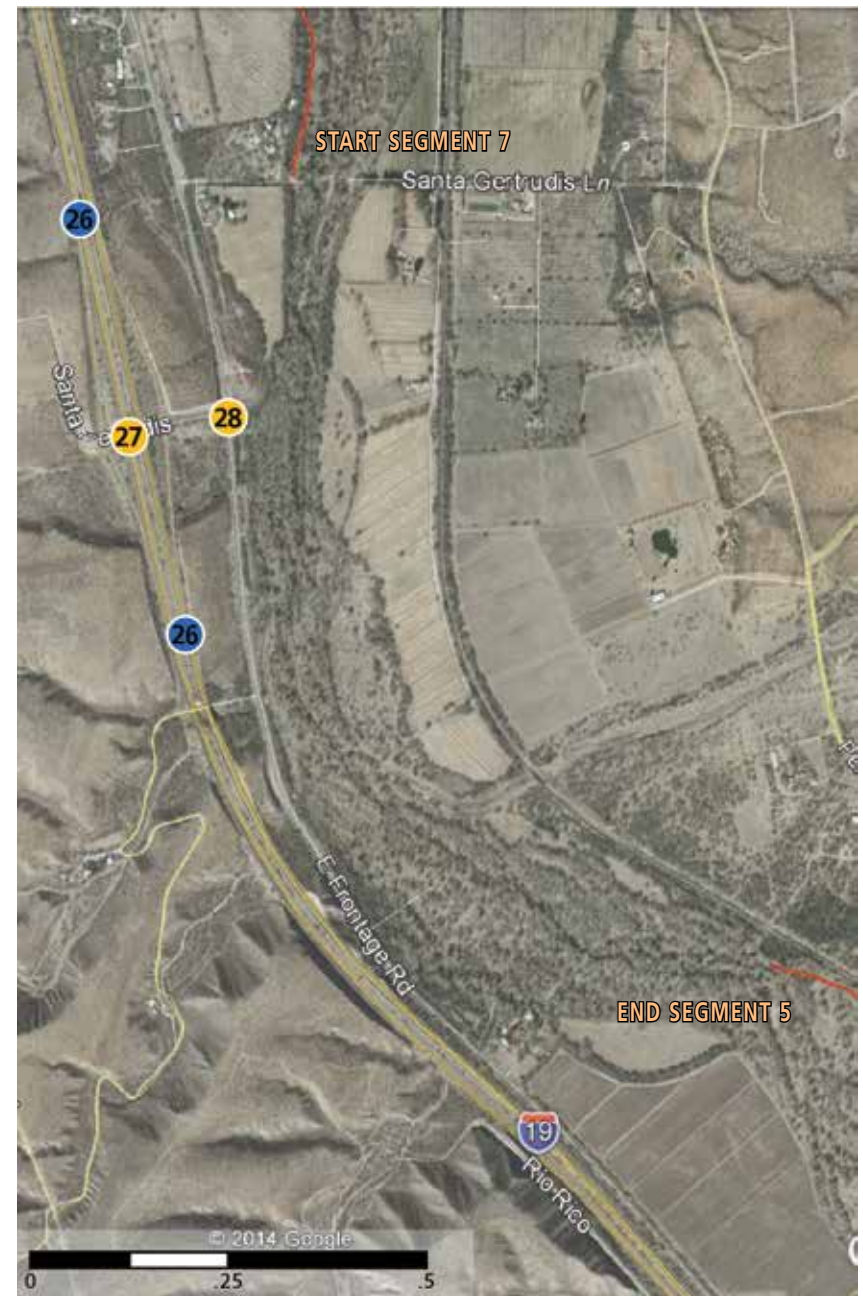 START SEGMENT 7
Santa Gertrudis Ln
26
Santa
27
28
26
E Frontage Rd
END SEGMENT 5
19
Rio Rico
© 2014 Google
0 .25 .5